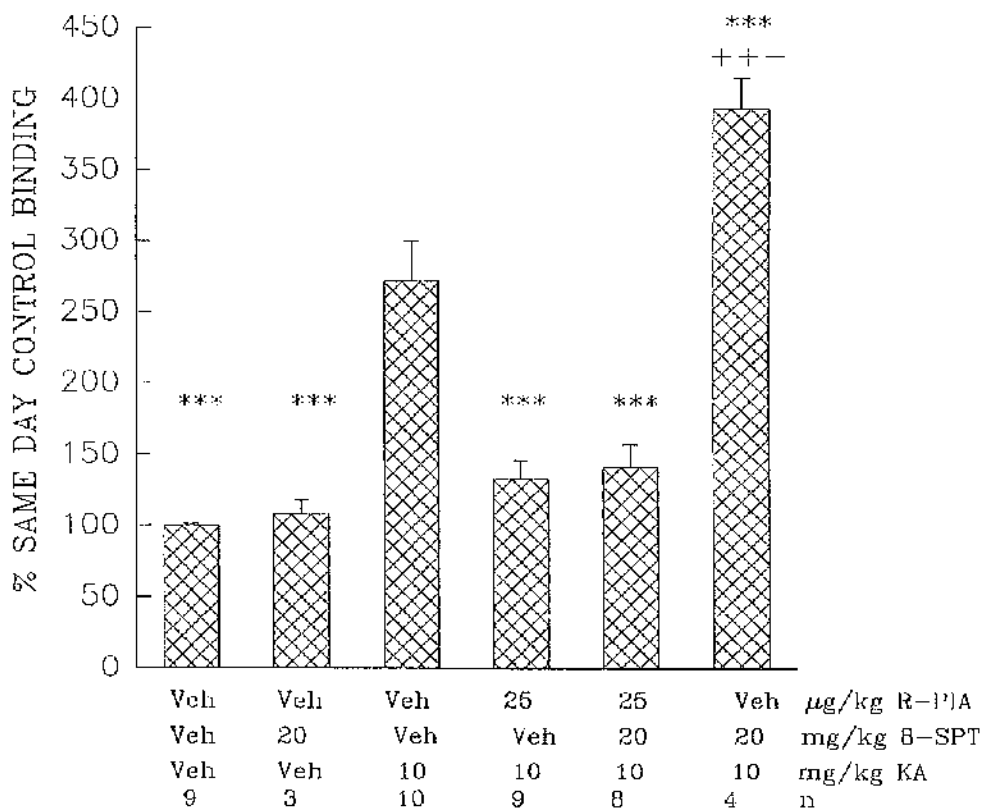 % SAME DAY CONTROL BINDING
450
400
350
300
250
200
150
100
50
0
***
++−
*** *** *** ***
Veh Veh Veh 25 25 Veh µg/kg R-PIA
Veh 20 Veh Veh 20 20 mg/kg 8-SPT
Veh Veh 10 10 10 10 mg/kg KA
9 3 10 9 8 4 n